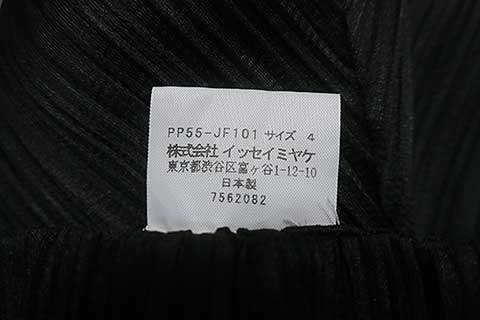 PP55-JF101 サイズ 4
株式会社 イッセイミヤケ
東京都渋谷区富ヶ谷1-12-10
日本製
7562082